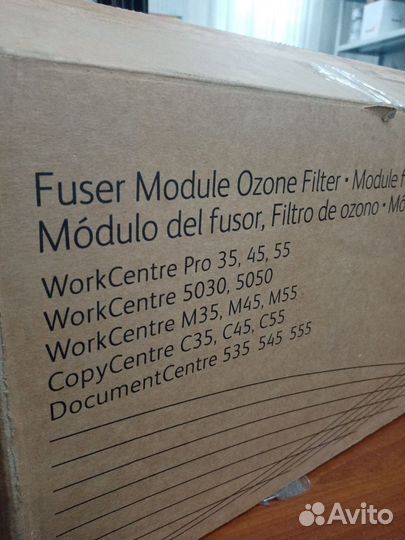 Fuser Module Ozone Filter • Module f
Módulo del fusor, Filtro de ozono • Mó
WorkCentre Pro 35, 45, 55
WorkCentre 5030, 5050
WorkCentre M35, M45, M55
CopyCentre C35, C45, C55
DocumentCentre 535 545 555
Avito